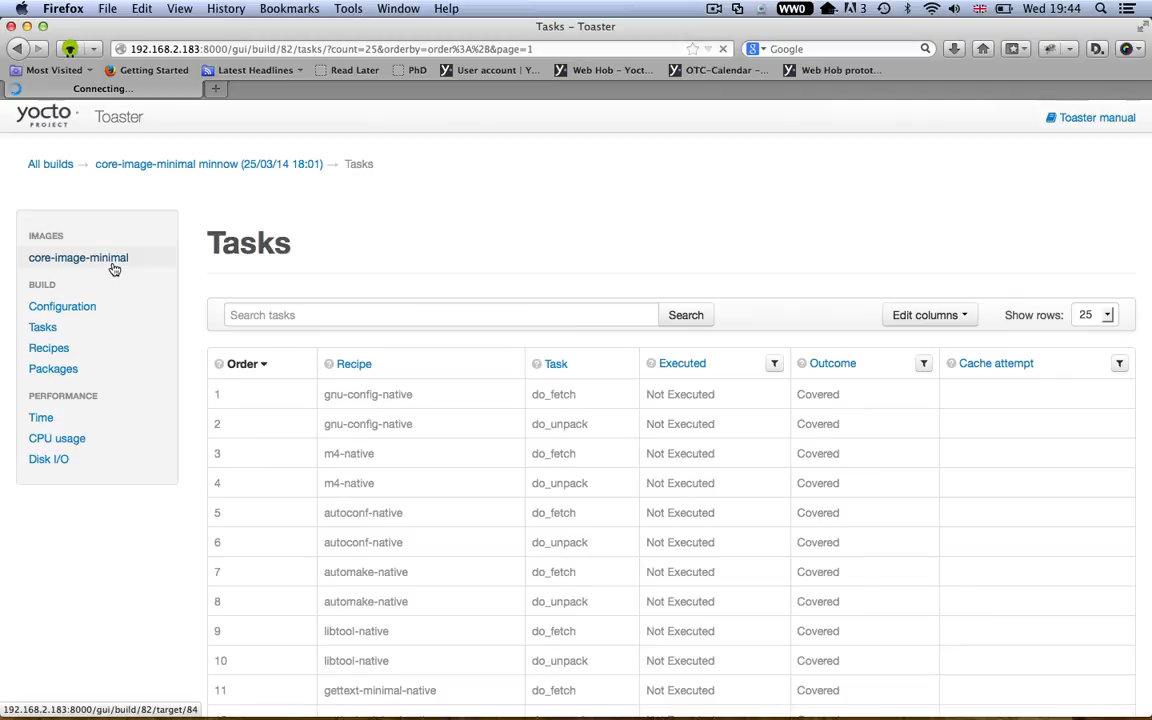 Firefox File Edit View History Bookmarks Tools Window Help WW0 3 Wed 19:44
Tasks – Toaster
192.168.2.183:8000/gui/build/82/tasks/?count=25&orderby=order%3A%2B&page=1 Google
Most Visited Getting Started Latest Headlines Read Later PhD User account | Y... Web Hob – Yoct... OTC-Calendar –... Web Hob protot...
Connecting...
yocto PROJECT Toaster Toaster manual
All builds → core-image-minimal minnow (25/03/14 18:01) → Tasks
IMAGES
core-image-minimal
BUILD
Configuration
Tasks
Recipes
Packages
PERFORMANCE
Time
CPU usage
Disk I/O
Tasks
Search tasks Search Edit columns Show rows: 25
Order Recipe Task Executed Outcome Cache attempt
1 gnu-config-native do_fetch Not Executed Covered
2 gnu-config-native do_unpack Not Executed Covered
3 m4-native do_fetch Not Executed Covered
4 m4-native do_unpack Not Executed Covered
5 autoconf-native do_fetch Not Executed Covered
6 autoconf-native do_unpack Not Executed Covered
7 automake-native do_fetch Not Executed Covered
8 automake-native do_unpack Not Executed Covered
9 libtool-native do_fetch Not Executed Covered
10 libtool-native do_unpack Not Executed Covered
11 gettext-minimal-native do_fetch Not Executed Covered
192.168.2.183:8000/gui/build/82/target/84